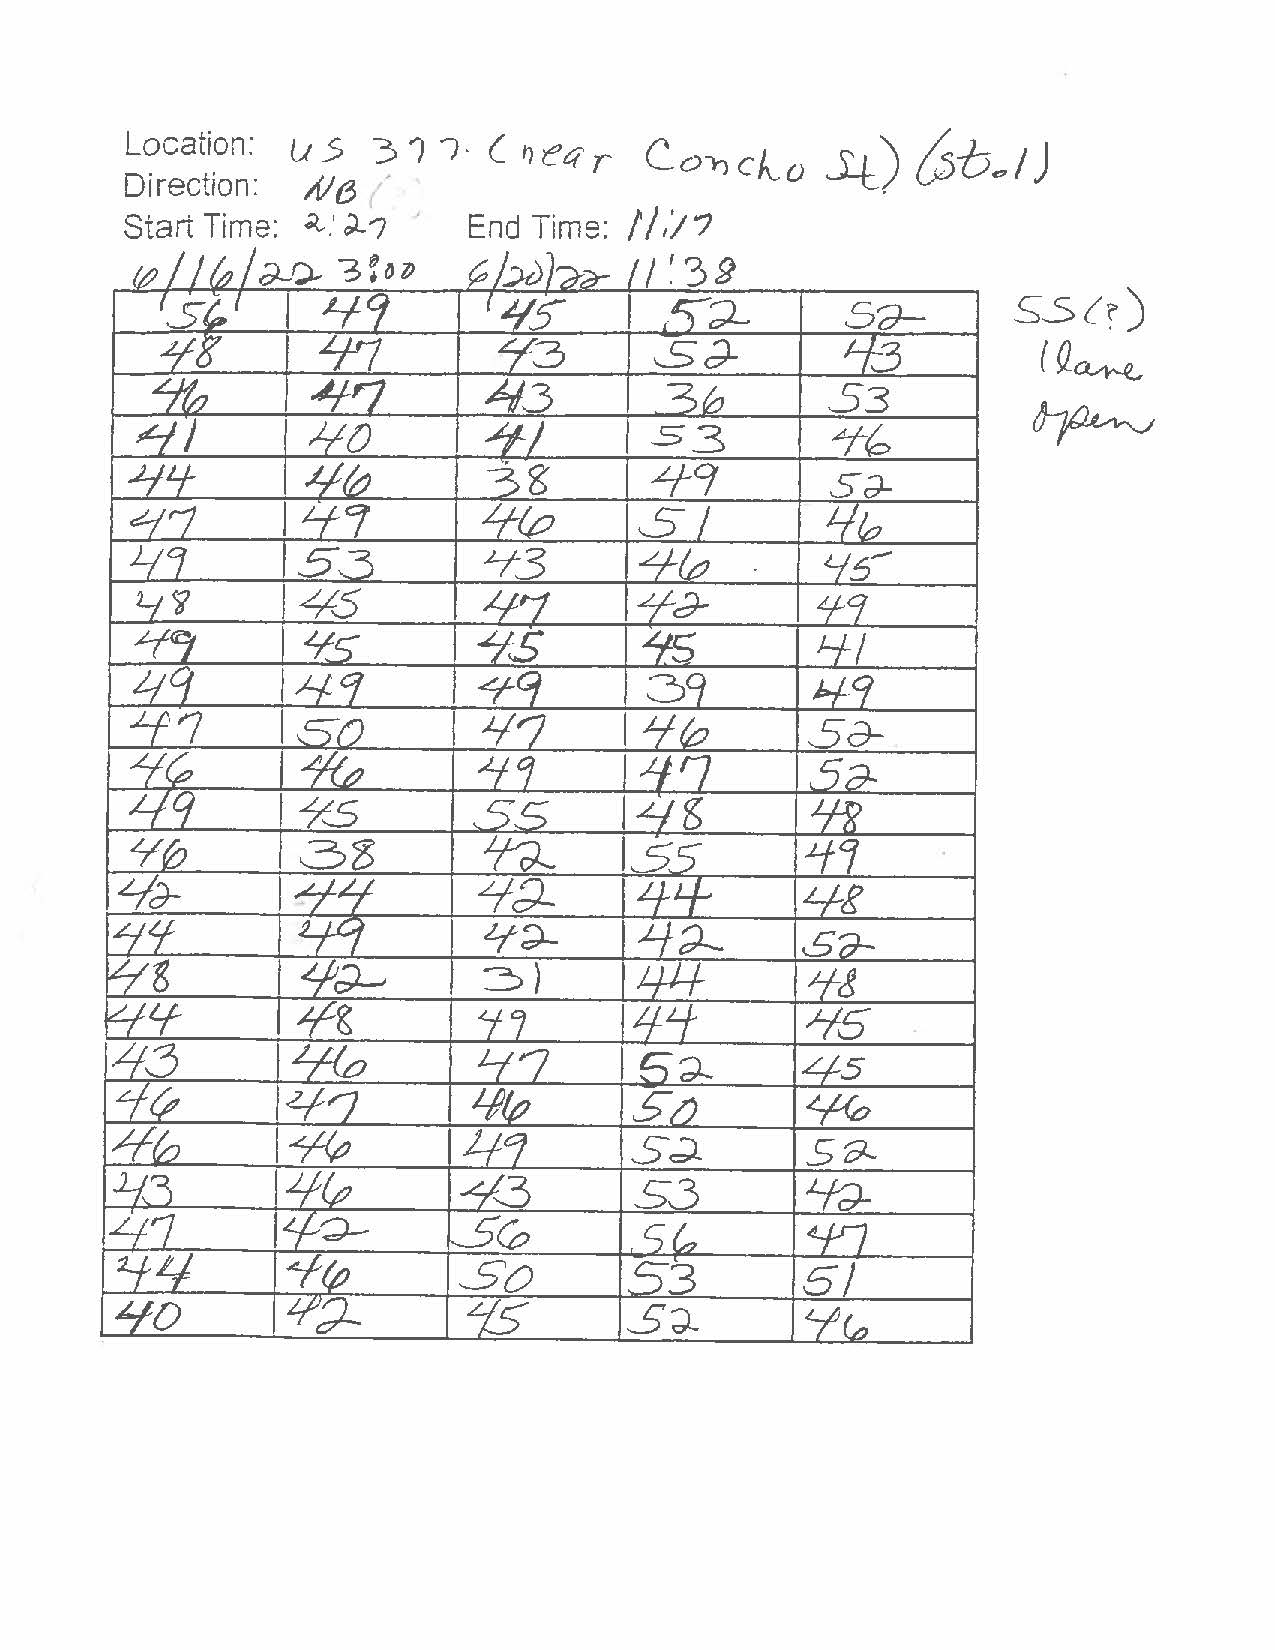 Location: US 377 (near Concho St) (sto.1)
Direction: NB
Start Time: 2:27 End Time: 11:17
6/16/22 3:00 6/20/22 11:38
56 49 45 52 52 SS(?)
48 47 43 52 43 1 lane
46 47 43 36 53 open
41 40 41 53 46
44 46 38 49 52
47 49 46 51 46
49 53 43 46 45
48 45 47 42 49
49 45 45 45 41
49 49 49 39 49
47 50 47 46 52
46 46 49 47 52
49 45 55 48 48
46 38 42 55 49
42 44 42 44 48
44 49 42 42 52
48 42 31 44 48
44 48 49 44 45
43 46 47 52 45
46 47 46 50 46
46 46 49 52 52
43 46 43 53 42
47 42 56 56 47
44 46 50 53 51
40 42 45 52 46